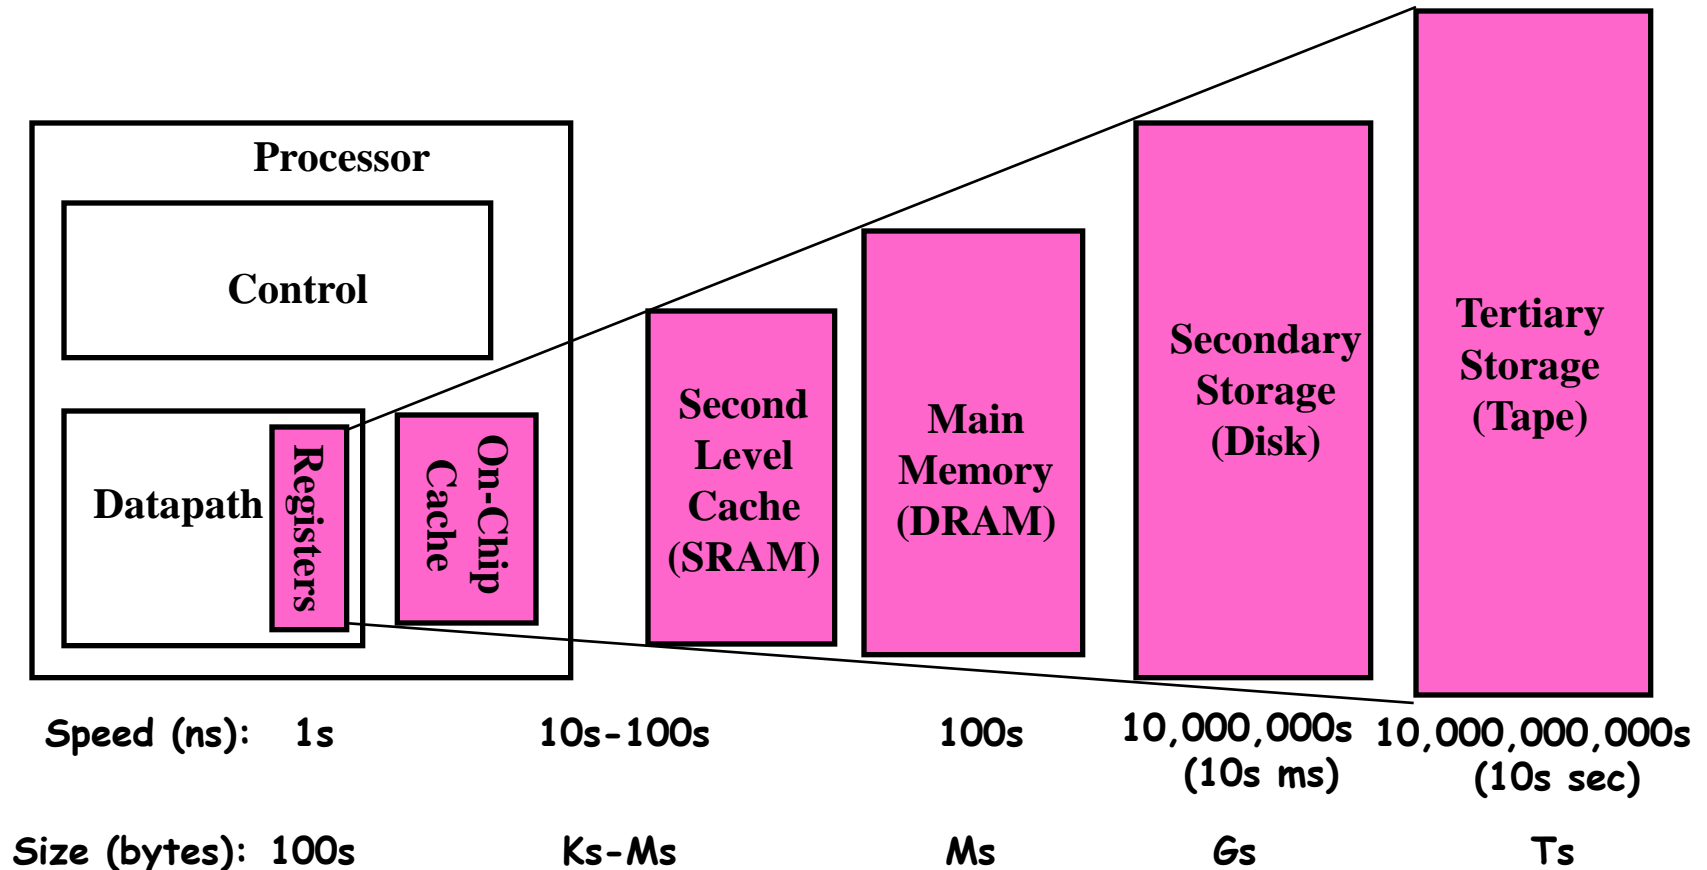 Processor
Control
Datapath
Registers
On-Chip
Cache
Second
Level
Cache
(SRAM)
Main
Memory
(DRAM)
Secondary
Storage
(Disk)
Tertiary
Storage
(Tape)
Speed (ns): 1s 10s-100s 100s 10,000,000s 10,000,000,000s
(10s ms) (10s sec)
Size (bytes): 100s Ks-Ms Ms Gs Ts